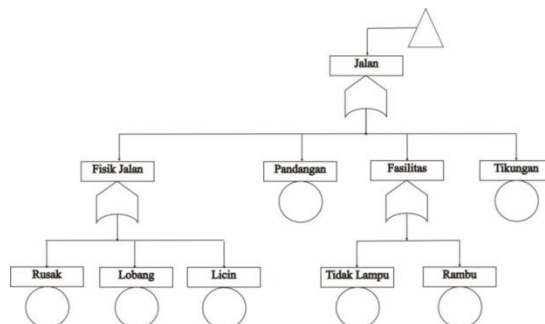 Jalan
Fisik Jalan
Pandangan
Fasilitas
Tikungan
Rusak
Lobang
Licin
Tidak Lampu
Rambu